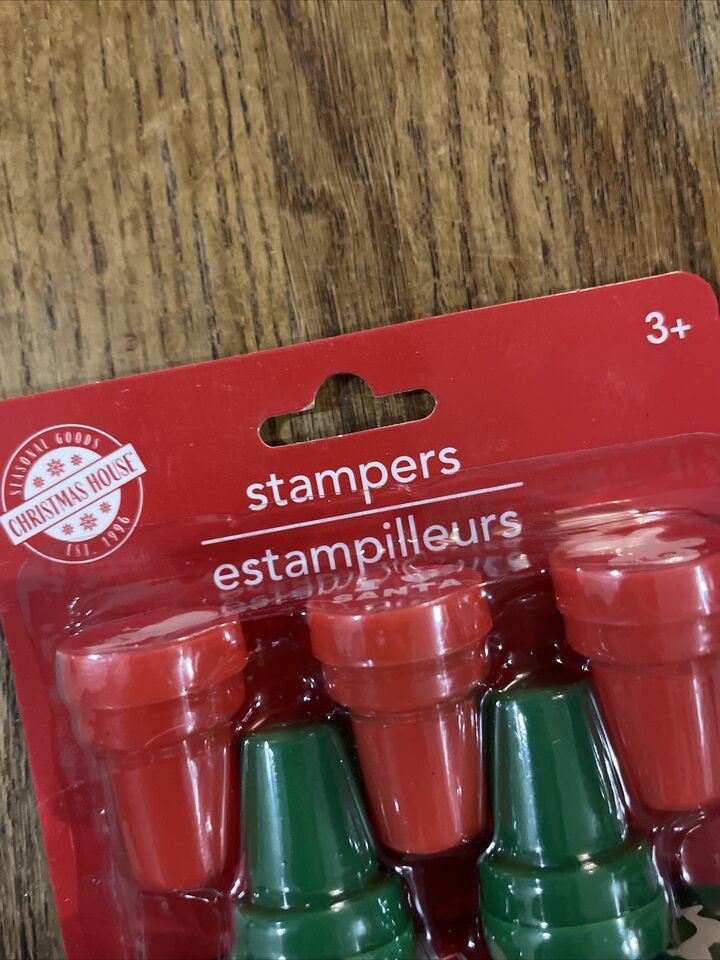 3+
SEASONAL GOODS
CHRISTMAS HOUSE
EST. 1996
stampers
estampilleurs
SANTA